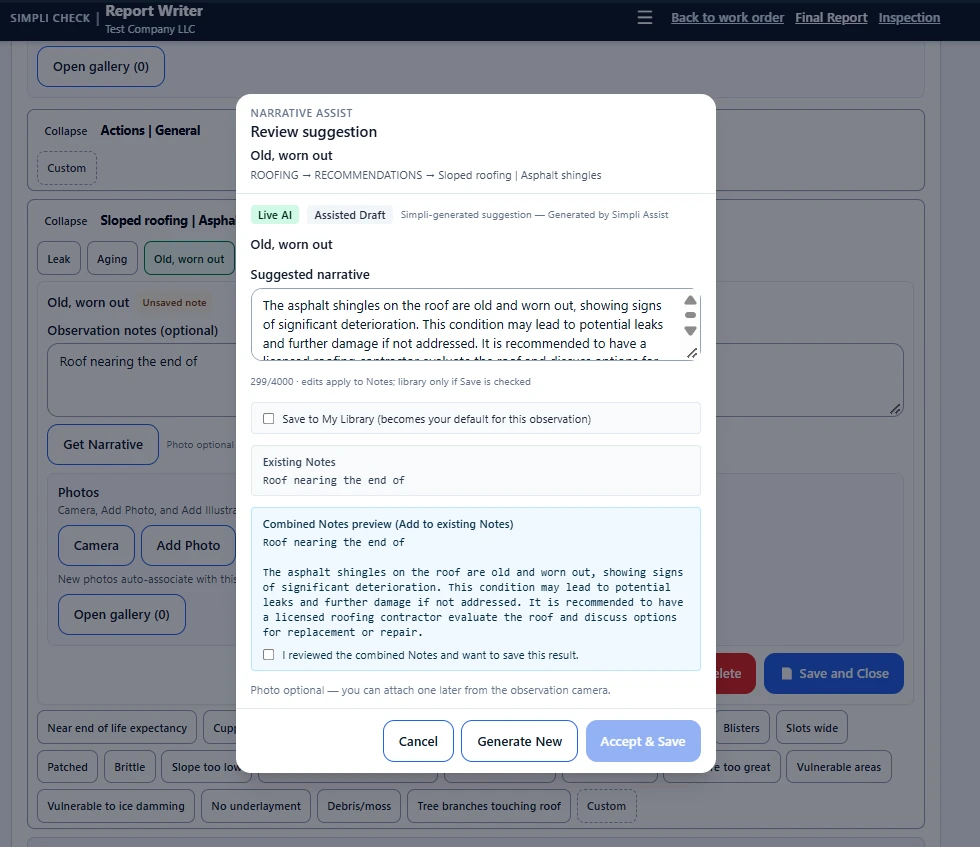 SIMPLI CHECK | Report Writer
Test Company LLC
☰ Back to work order Final Report Inspection
Open gallery (0)
Collapse Actions | General
Custom
Collapse Sloped roofing | Aspha
Leak Aging Old, worn out
Old, worn out Unsaved note
Observation notes (optional)
Roof nearing the end of
Get Narrative Photo optional
Photos
Camera, Add Photo, and Add Illustra
Camera Add Photo
New photos auto-associate with this
Open gallery (0)
NARRATIVE ASSIST
Review suggestion
Old, worn out
ROOFING → RECOMMENDATIONS → Sloped roofing | Asphalt shingles
Live AI Assisted Draft Simpli-generated suggestion — Generated by Simpli Assist
Old, worn out
Suggested narrative
The asphalt shingles on the roof are old and worn out, showing signs
of significant deterioration. This condition may lead to potential leaks
and further damage if not addressed. It is recommended to have a
licensed roofing contractor evaluate the roof and discuss options for
299/4000 · edits apply to Notes; library only if Save is checked
Save to My Library (becomes your default for this observation)
Existing Notes
Roof nearing the end of
Combined Notes preview (Add to existing Notes)
Roof nearing the end of
The asphalt shingles on the roof are old and worn out, showing signs
of significant deterioration. This condition may lead to potential
leaks and further damage if not addressed. It is recommended to have
a licensed roofing contractor evaluate the roof and discuss options
for replacement or repair.
I reviewed the combined Notes and want to save this result.
Photo optional — you can attach one later from the observation camera.
Cancel Generate New Accept & Save
elete Save and Close
Near end of life expectancy Cupp Blisters Slots wide
Patched Brittle Slope too low e too great Vulnerable areas
Vulnerable to ice damming No underlayment Debris/moss Tree branches touching roof Custom